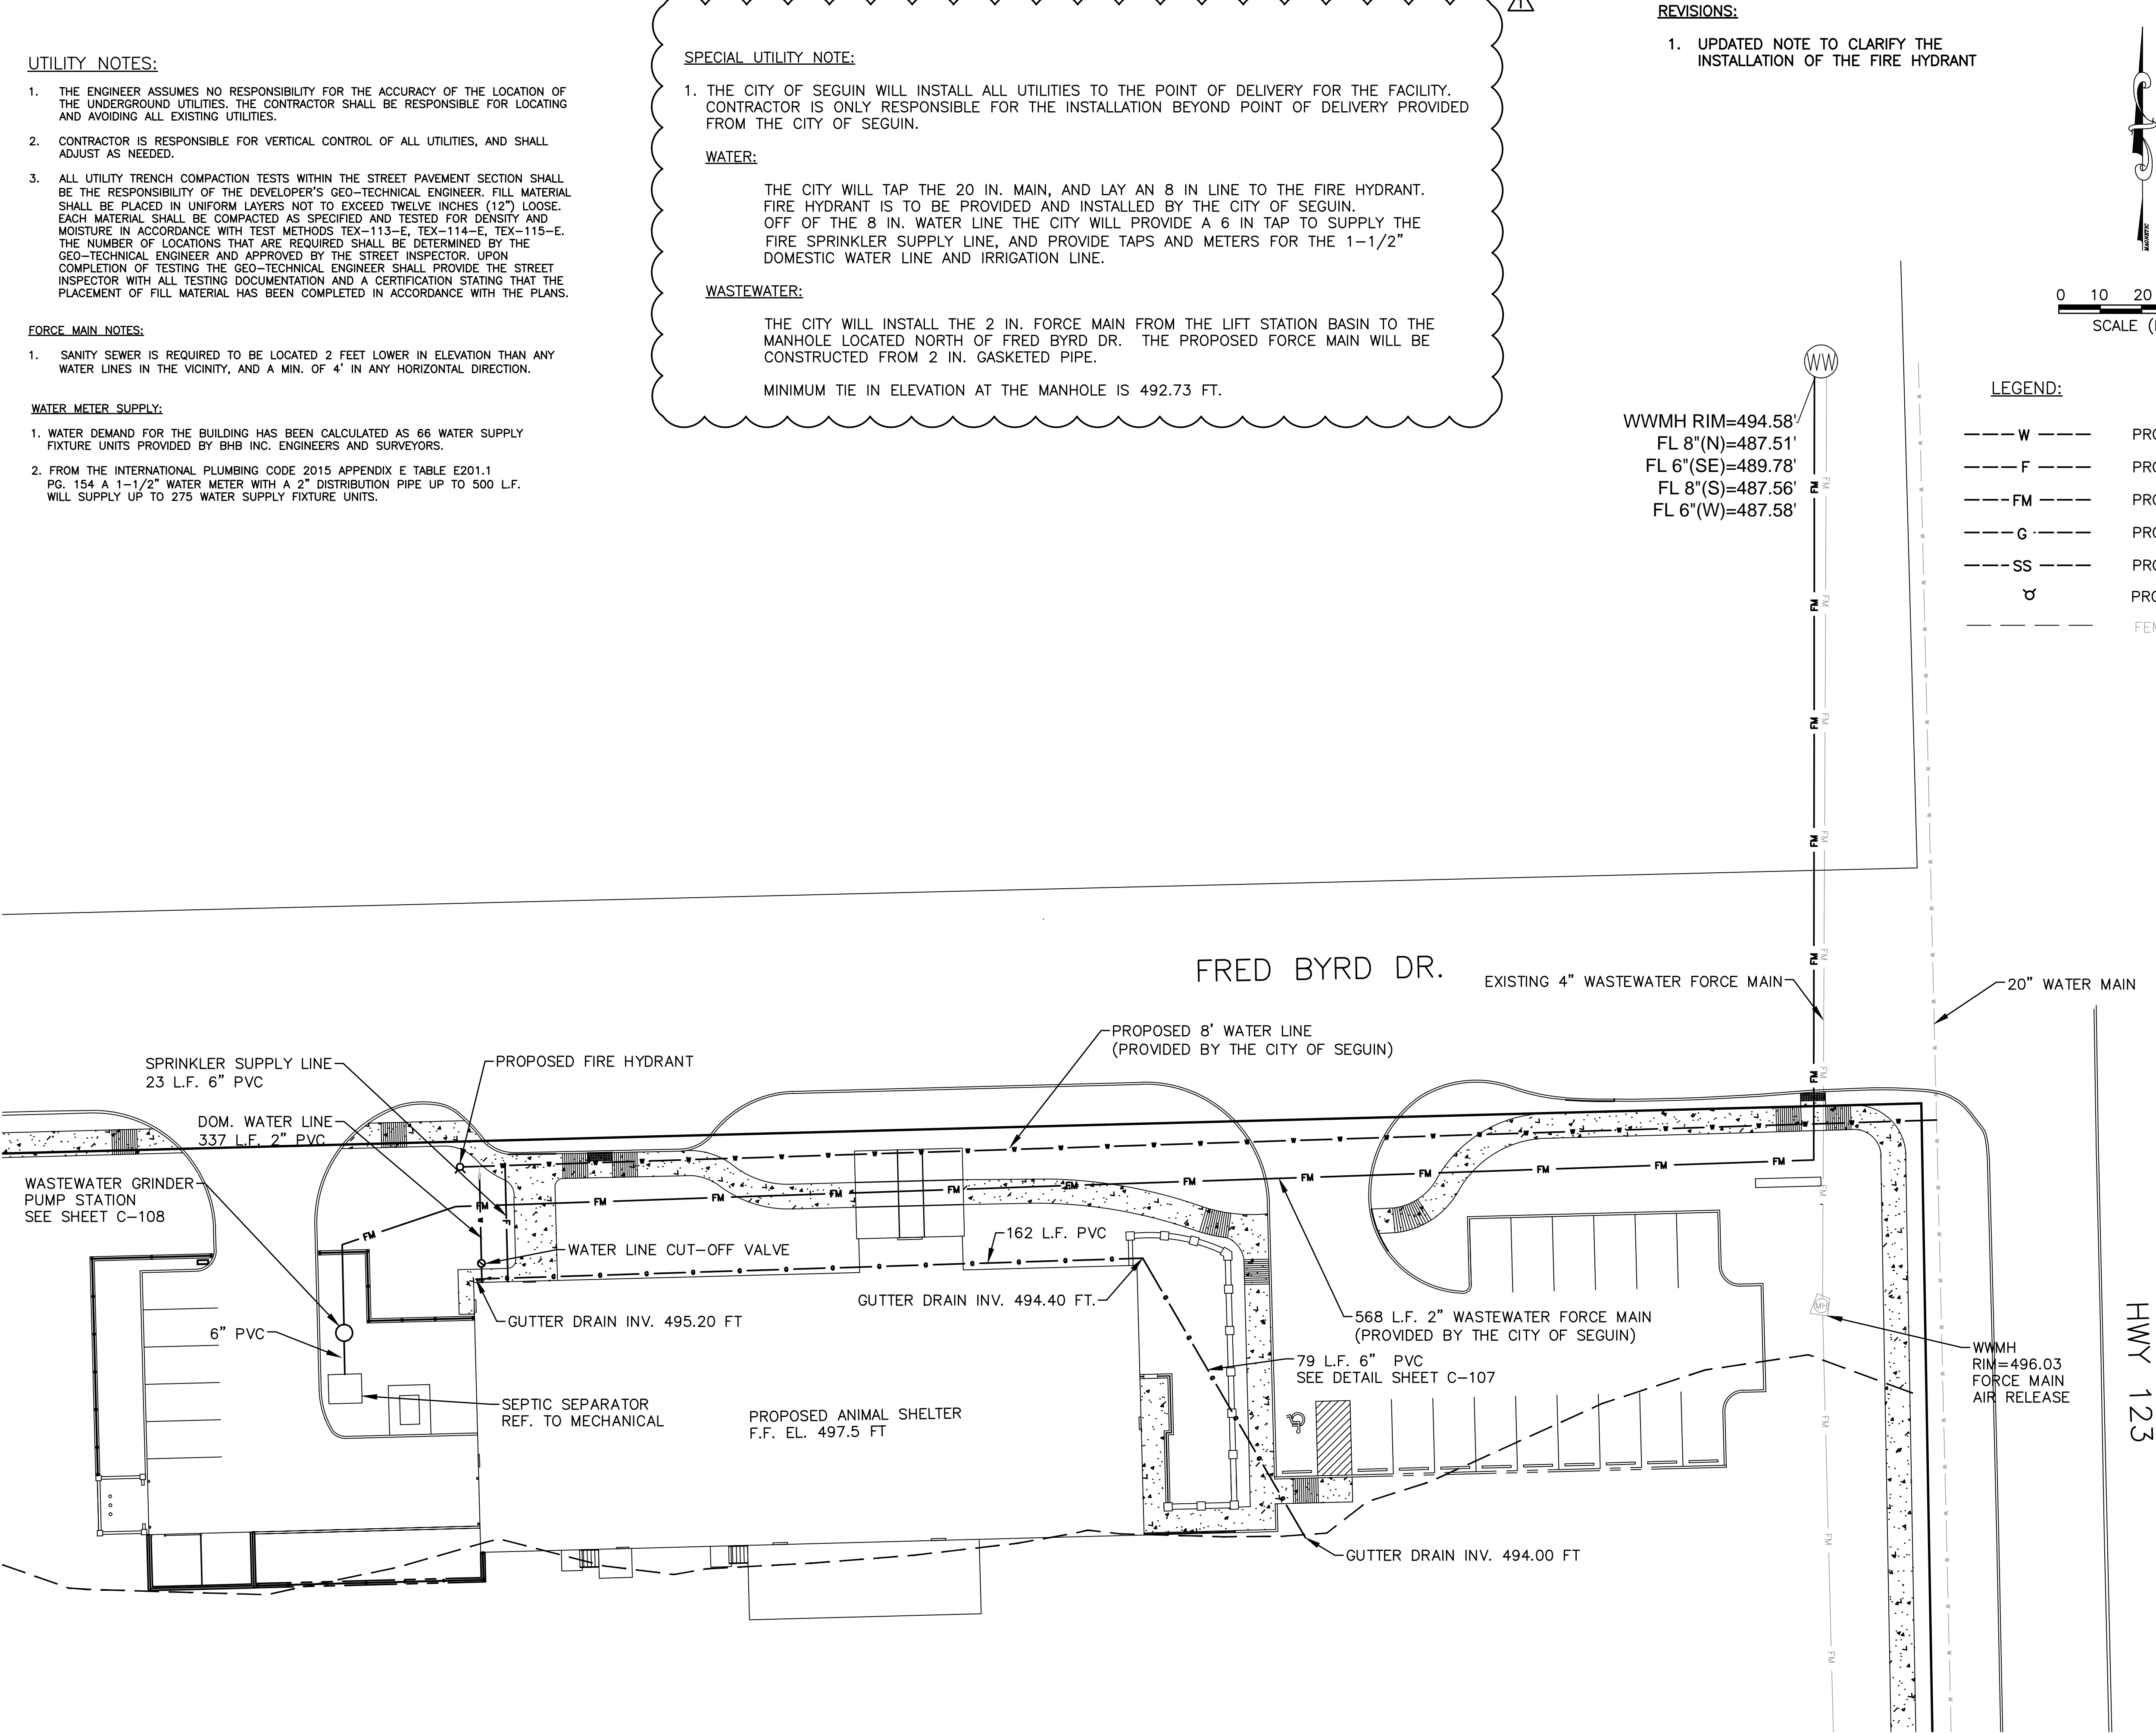 UTILITY NOTES:
1. THE ENGINEER ASSUMES NO RESPONSIBILITY FOR THE ACCURACY OF THE LOCATION OF
THE UNDERGROUND UTILITIES. THE CONTRACTOR SHALL BE RESPONSIBLE FOR LOCATING
AND AVOIDING ALL EXISTING UTILITIES.
2. CONTRACTOR IS RESPONSIBLE FOR VERTICAL CONTROL OF ALL UTILITIES, AND SHALL
ADJUST AS NEEDED.
3. ALL UTILITY TRENCH COMPACTION TESTS WITHIN THE STREET PAVEMENT SECTION SHALL
BE THE RESPONSIBILITY OF THE DEVELOPER'S GEO-TECHNICAL ENGINEER. FILL MATERIAL
SHALL BE PLACED IN UNIFORM LAYERS NOT TO EXCEED TWELVE INCHES (12") LOOSE.
EACH MATERIAL SHALL BE COMPACTED AS SPECIFIED AND TESTED FOR DENSITY AND
MOISTURE IN ACCORDANCE WITH TEST METHODS TEX-113-E, TEX-114-E, TEX-115-E.
THE NUMBER OF LOCATIONS THAT ARE REQUIRED SHALL BE DETERMINED BY THE
GEO-TECHNICAL ENGINEER AND APPROVED BY THE STREET INSPECTOR. UPON
COMPLETION OF TESTING THE GEO-TECHNICAL ENGINEER SHALL PROVIDE THE STREET
INSPECTOR WITH ALL TESTING DOCUMENTATION AND A CERTIFICATION STATING THAT THE
PLACEMENT OF FILL MATERIAL HAS BEEN COMPLETED IN ACCORDANCE WITH THE PLANS.
FORCE MAIN NOTES:
1. SANITY SEWER IS REQUIRED TO BE LOCATED 2 FEET LOWER IN ELEVATION THAN ANY
WATER LINES IN THE VICINITY, AND A MIN. OF 4' IN ANY HORIZONTAL DIRECTION.
WATER METER SUPPLY:
1. WATER DEMAND FOR THE BUILDING HAS BEEN CALCULATED AS 66 WATER SUPPLY
FIXTURE UNITS PROVIDED BY BHB INC. ENGINEERS AND SURVEYORS.
2. FROM THE INTERNATIONAL PLUMBING CODE 2015 APPENDIX E TABLE E201.1
PG. 154 A 1-1/2" WATER METER WITH A 2" DISTRIBUTION PIPE UP TO 500 L.F.
WILL SUPPLY UP TO 275 WATER SUPPLY FIXTURE UNITS.
SPECIAL UTILITY NOTE:
1. THE CITY OF SEGUIN WILL INSTALL ALL UTILITIES TO THE POINT OF DELIVERY FOR THE FACILITY.
CONTRACTOR IS ONLY RESPONSIBLE FOR THE INSTALLATION BEYOND POINT OF DELIVERY PROVIDED
FROM THE CITY OF SEGUIN.
WATER:
THE CITY WILL TAP THE 20 IN. MAIN, AND LAY AN 8 IN LINE TO THE FIRE HYDRANT.
FIRE HYDRANT IS TO BE PROVIDED AND INSTALLED BY THE CITY OF SEGUIN.
OFF OF THE 8 IN. WATER LINE THE CITY WILL PROVIDE A 6 IN TAP TO SUPPLY THE
FIRE SPRINKLER SUPPLY LINE, AND PROVIDE TAPS AND METERS FOR THE 1-1/2"
DOMESTIC WATER LINE AND IRRIGATION LINE.
WASTEWATER:
THE CITY WILL INSTALL THE 2 IN. FORCE MAIN FROM THE LIFT STATION BASIN TO THE
MANHOLE LOCATED NORTH OF FRED BYRD DR. THE PROPOSED FORCE MAIN WILL BE
CONSTRUCTED FROM 2 IN. GASKETED PIPE.
MINIMUM TIE IN ELEVATION AT THE MANHOLE IS 492.73 FT.
REVISIONS:
1. UPDATED NOTE TO CLARIFY THE
INSTALLATION OF THE FIRE HYDRANT
MAGNETIC
0 10 20
SCALE (
LEGEND:
W PRO
F PRO
FM PRO
G PRO
SS PRO
PRO
FEM
WW
WWMH RIM=494.58'
FL 8"(N)=487.51'
FL 6"(SE)=489.78'
FL 8"(S)=487.56'
FL 6"(W)=487.58'
FRED BYRD DR.
EXISTING 4" WASTEWATER FORCE MAIN
20" WATER MAIN
PROPOSED 8' WATER LINE
(PROVIDED BY THE CITY OF SEGUIN)
SPRINKLER SUPPLY LINE
23 L.F. 6" PVC
PROPOSED FIRE HYDRANT
DOM. WATER LINE
337 L.F. 2" PVC
WASTEWATER GRINDER
PUMP STATION
SEE SHEET C-108
WATER LINE CUT-OFF VALVE
162 L.F. PVC
GUTTER DRAIN INV. 494.40 FT.
GUTTER DRAIN INV. 495.20 FT
6" PVC
568 L.F. 2" WASTEWATER FORCE MAIN
(PROVIDED BY THE CITY OF SEGUIN)
79 L.F. 6" PVC
SEE DETAIL SHEET C-107
MH
WWMH
RIM=496.03
FORCE MAIN
AIR RELEASE
HWY 123
SEPTIC SEPARATOR
REF. TO MECHANICAL
PROPOSED ANIMAL SHELTER
F.F. EL. 497.5 FT
GUTTER DRAIN INV. 494.00 FT